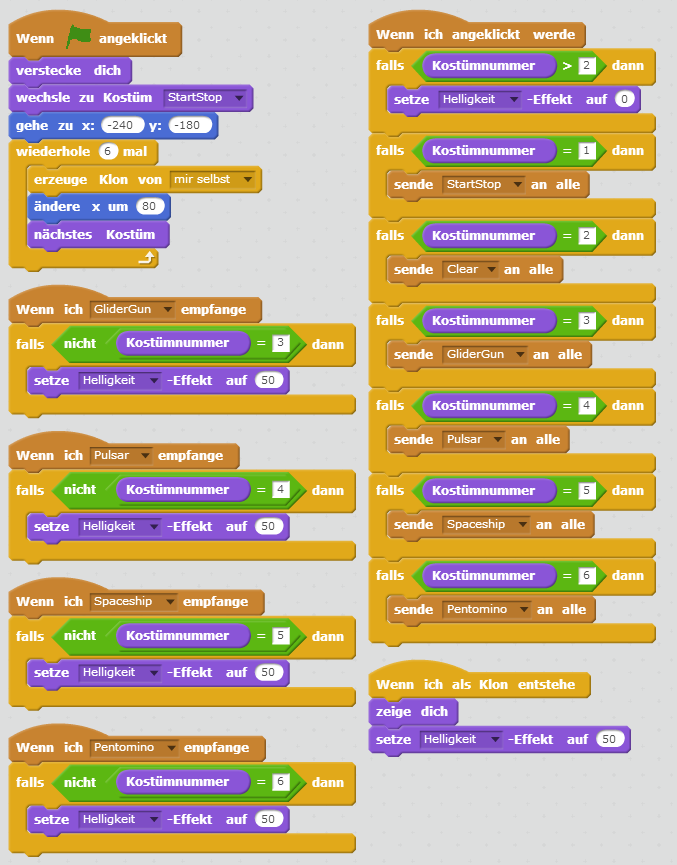 Wenn angeklickt
verstecke dich
wechsle zu Kostüm StartStop
gehe zu x: -240 y: -180
wiederhole 6 mal
erzeuge Klon von mir selbst
ändere x um 80
nächstes Kostüm
Wenn ich GliderGun empfange
falls nicht Kostümnummer = 3 dann
setze Helligkeit -Effekt auf 50
Wenn ich Pulsar empfange
falls nicht Kostümnummer = 4 dann
setze Helligkeit -Effekt auf 50
Wenn ich Spaceship empfange
falls nicht Kostümnummer = 5 dann
setze Helligkeit -Effekt auf 50
Wenn ich Pentomino empfange
falls nicht Kostümnummer = 6 dann
setze Helligkeit -Effekt auf 50
Wenn ich angeklickt werde
falls Kostümnummer > 2 dann
setze Helligkeit -Effekt auf 0
falls Kostümnummer = 1 dann
sende StartStop an alle
falls Kostümnummer = 2 dann
sende Clear an alle
falls Kostümnummer = 3 dann
sende GliderGun an alle
falls Kostümnummer = 4 dann
sende Pulsar an alle
falls Kostümnummer = 5 dann
sende Spaceship an alle
falls Kostümnummer = 6 dann
sende Pentomino an alle
Wenn ich als Klon entstehe
zeige dich
setze Helligkeit -Effekt auf 50